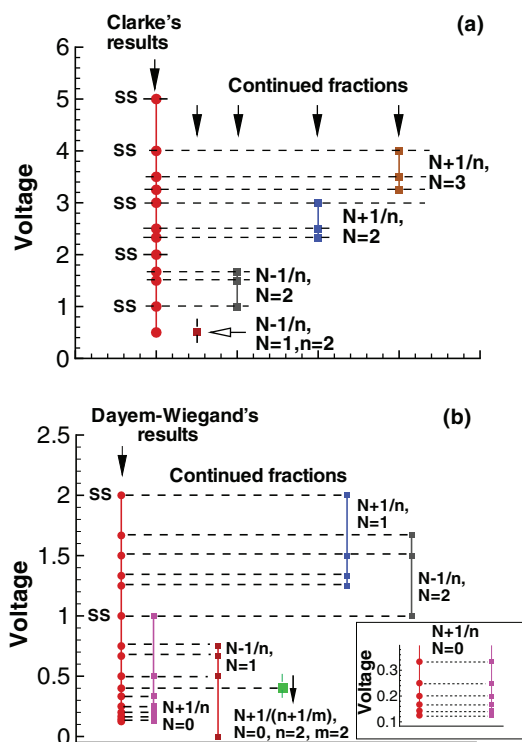 Clarke's
results
(a)
Continued fractions
Voltage
6
5
4
3
2
1
0
SS
SS
SS
SS
SS
N+1/n,
N=3
N+1/n,
N=2
N-1/n,
N=2
N-1/n,
N=1,n=2
(b)
Dayem-Wiegand's
results
Continued fractions
Voltage
2.5
2
1.5
1
0.5
0
SS
SS
N+1/n,
N=1
N-1/n,
N=2
N-1/n,
N=1
N+1/n
N=0
N+1/(n+1/m),
N=0, n=2, m=2
N+1/n
N=0
Voltage
0.3
0.2
0.1